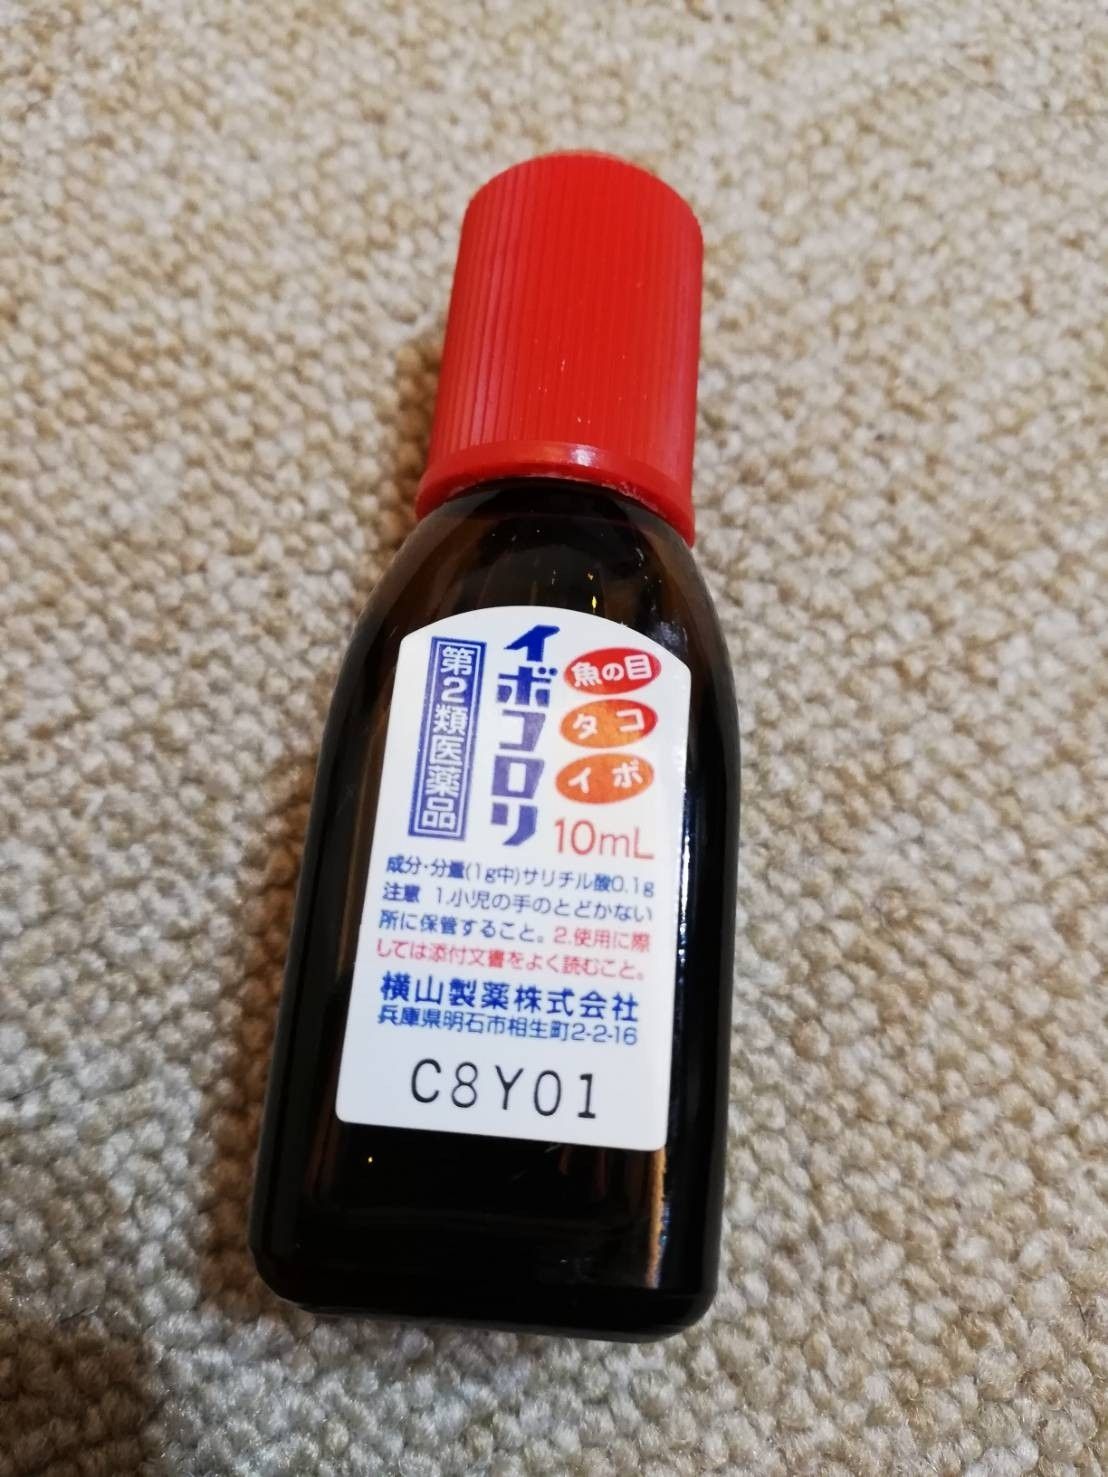 魚の目
タコ
イボ
イボコロリ
第2類医薬品
10mL
成分・分量(1g中)サリチル酸0.1g
注意 1.小児の手のとどかない
所に保管すること。2.使用に際
しては添付文書をよく読むこと。
横山製薬株式会社
兵庫県明石市相生町2-2-16
C8Y01